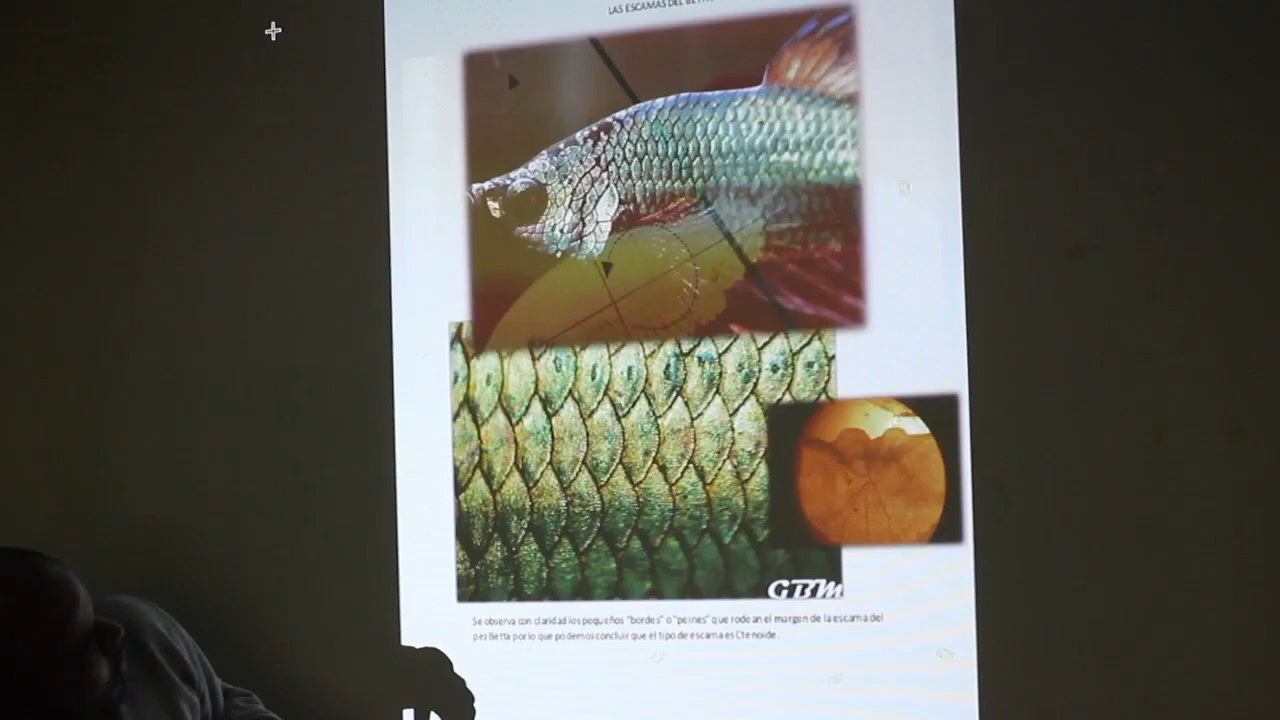 LAS ESCAMAS DEL BETTA
GBM
Se observa con claridad los pequeños "bordes" o "peines" que rodean el margen de la escama del
pez Betta por lo que podemos concluir que el tipo de escama es Ctenoide.